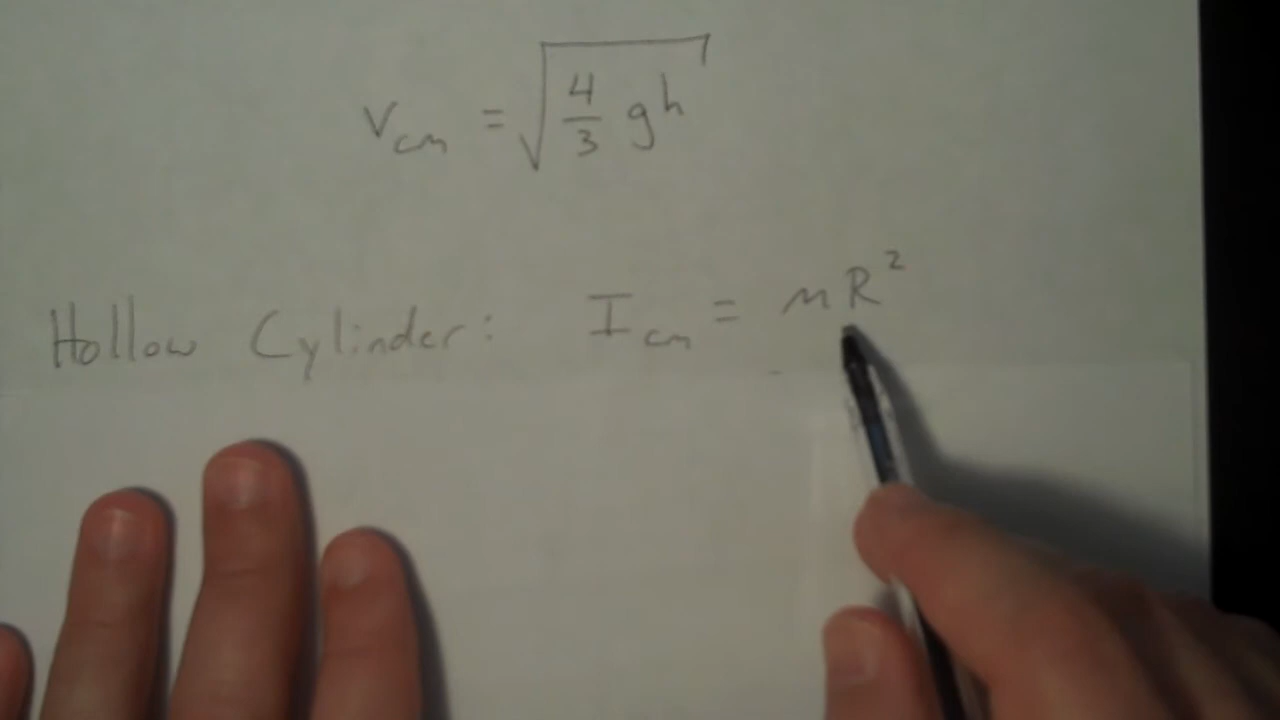 v_cm = √(4/3 gh)
Hollow Cylinder: I_cm = mR²